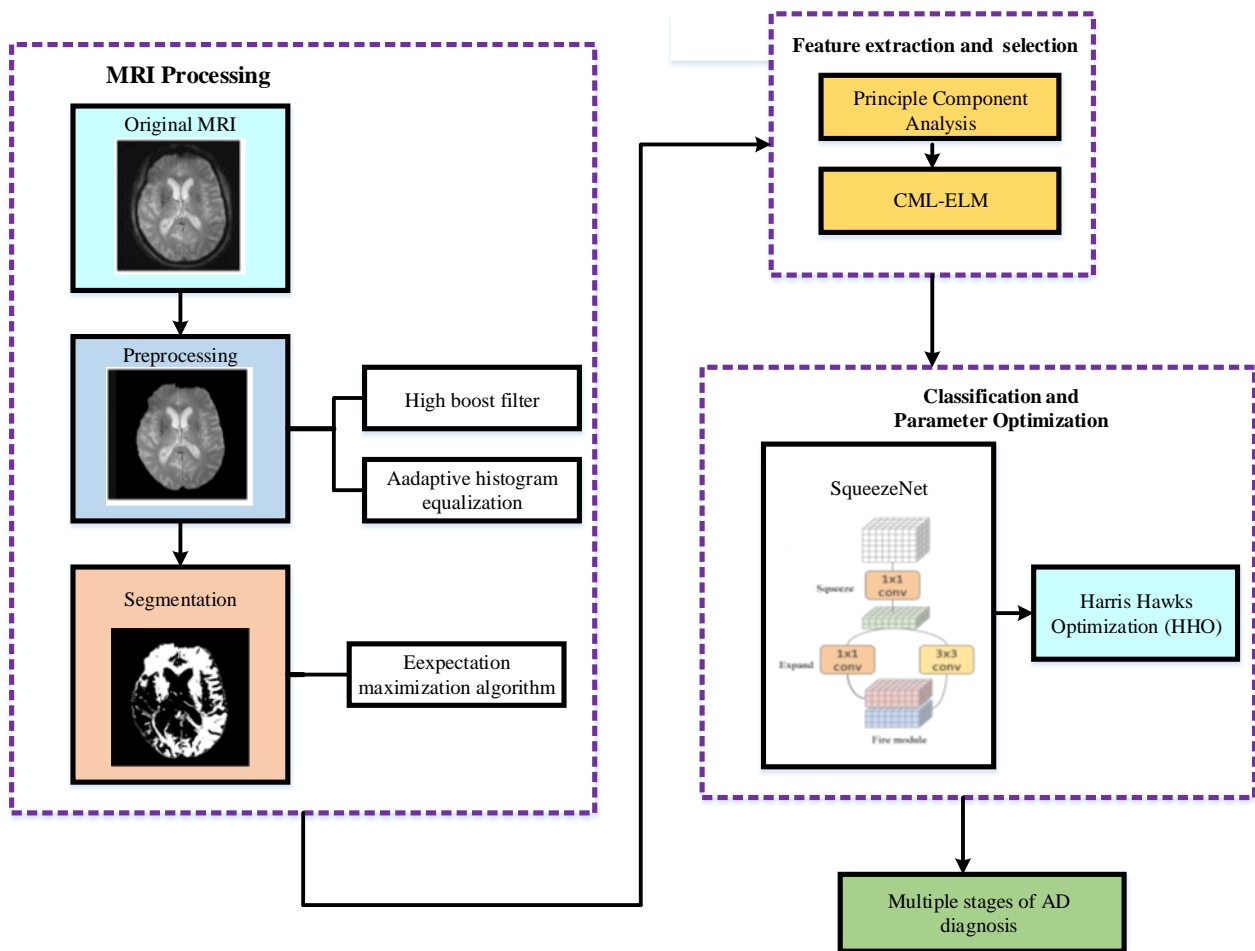 MRI Processing
Original MRI
Preprocessing
High boost filter
Aadaptive histogram
equalization
Segmentation
Eexpectation
maximization algorithm
Feature extraction and selection
Principle Component
Analysis
CML-ELM
Classification and
Parameter Optimization
SqueezeNet
Squeeze
1x1
conv
Expand
1x1
conv
3x3
conv
Fire module
Harris Hawks
Optimization (HHO)
Multiple stages of AD
diagnosis